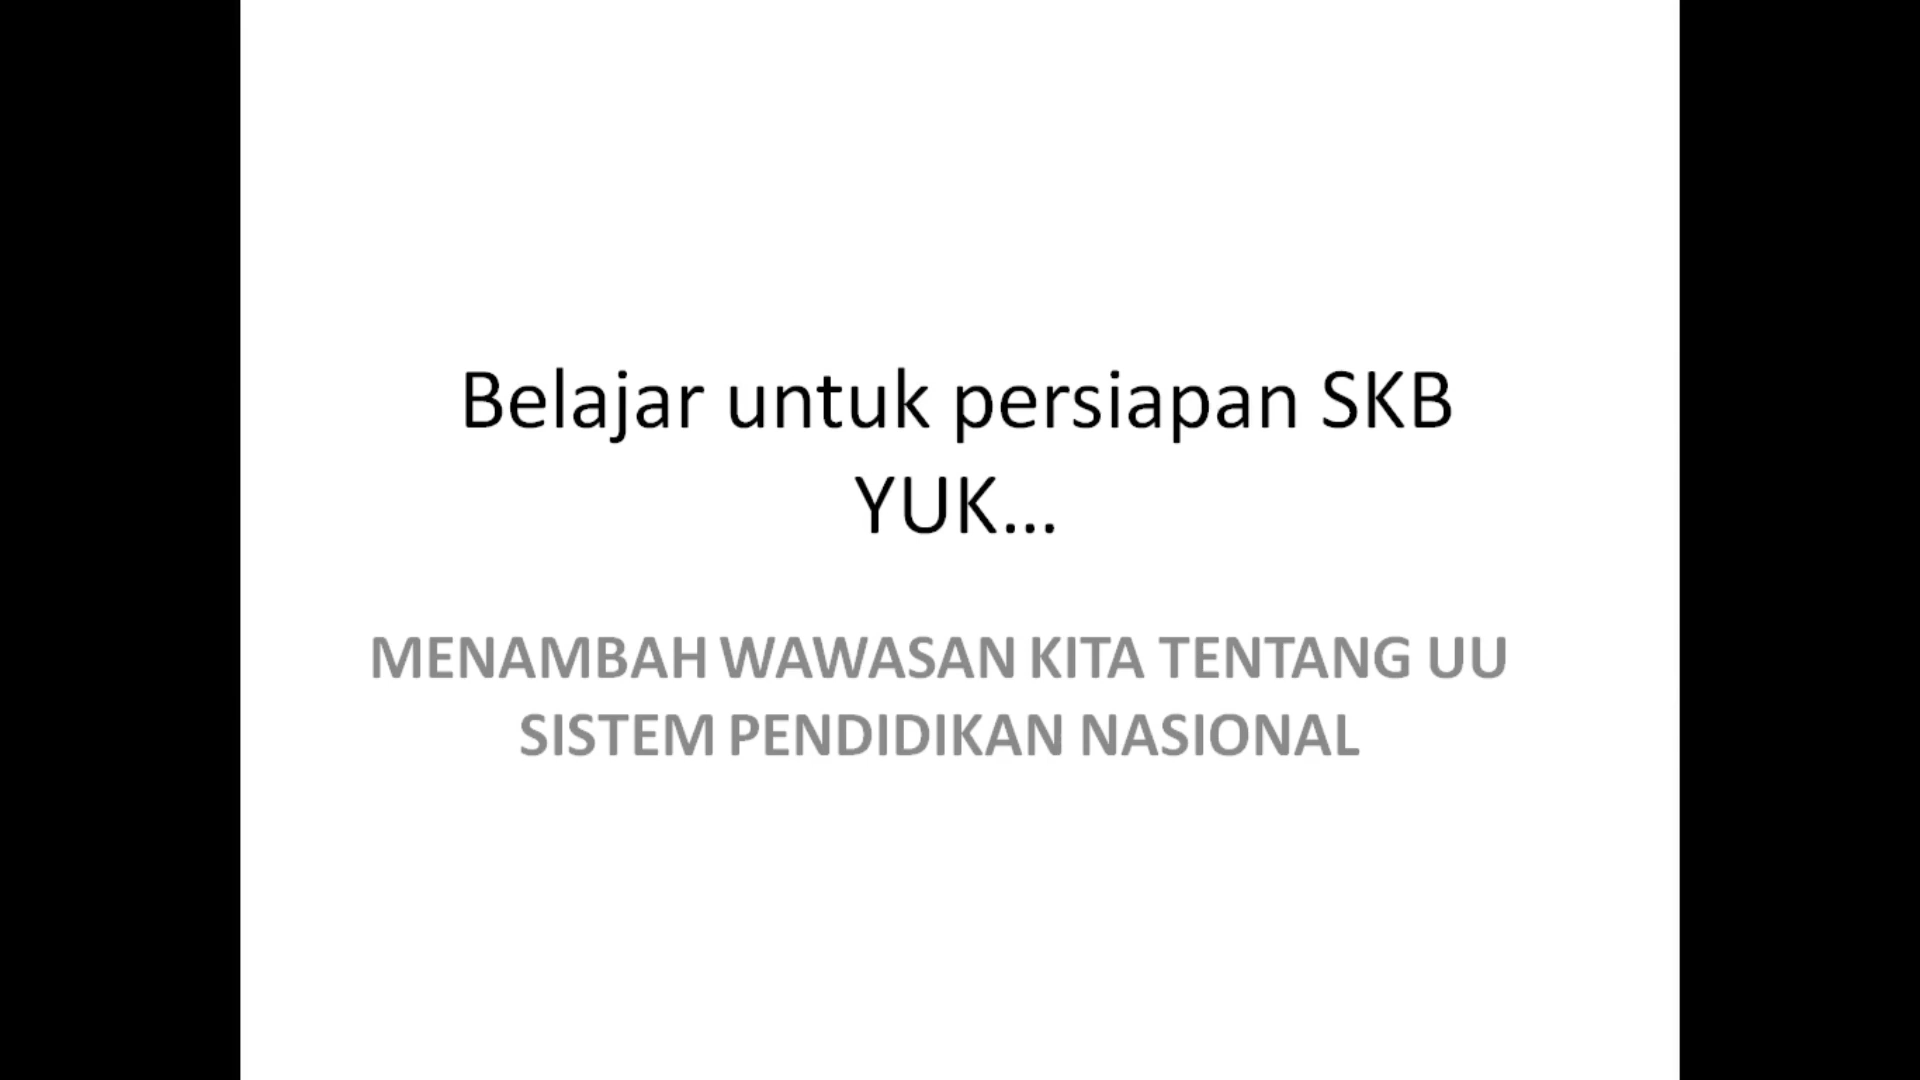 Belajar untuk persiapan SKB
YUK...
MENAMBAH WAWASAN KITA TENTANG UU
SISTEM PENDIDIKAN NASIONAL